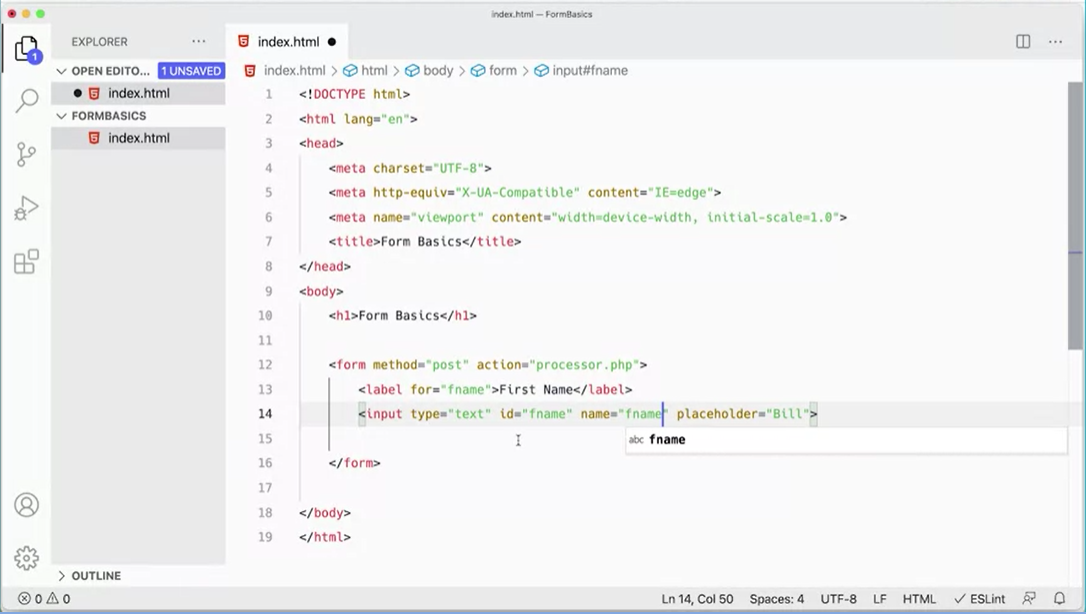 index.html — FormBasics
EXPLORER ···
index.html ●
OPEN EDITO... 1 UNSAVED
index.html
FORMBASICS
index.html
OUTLINE
1
index.html > html > body > form > input#fname
1 <!DOCTYPE html>
2 <html lang="en">
3 <head>
4 <meta charset="UTF-8">
5 <meta http-equiv="X-UA-Compatible" content="IE=edge">
6 <meta name="viewport" content="width=device-width, initial-scale=1.0">
7 <title>Form Basics</title>
8 </head>
9 <body>
10 <h1>Form Basics</h1>
11
12 <form method="post" action="processor.php">
13 <label for="fname">First Name</label>
14 <input type="text" id="fname" name="fname" placeholder="Bill">
15
abc fname
16 </form>
17
18 </body>
19 </html>
0 0
Ln 14, Col 50 Spaces: 4 UTF-8 LF HTML ✓ ESLint